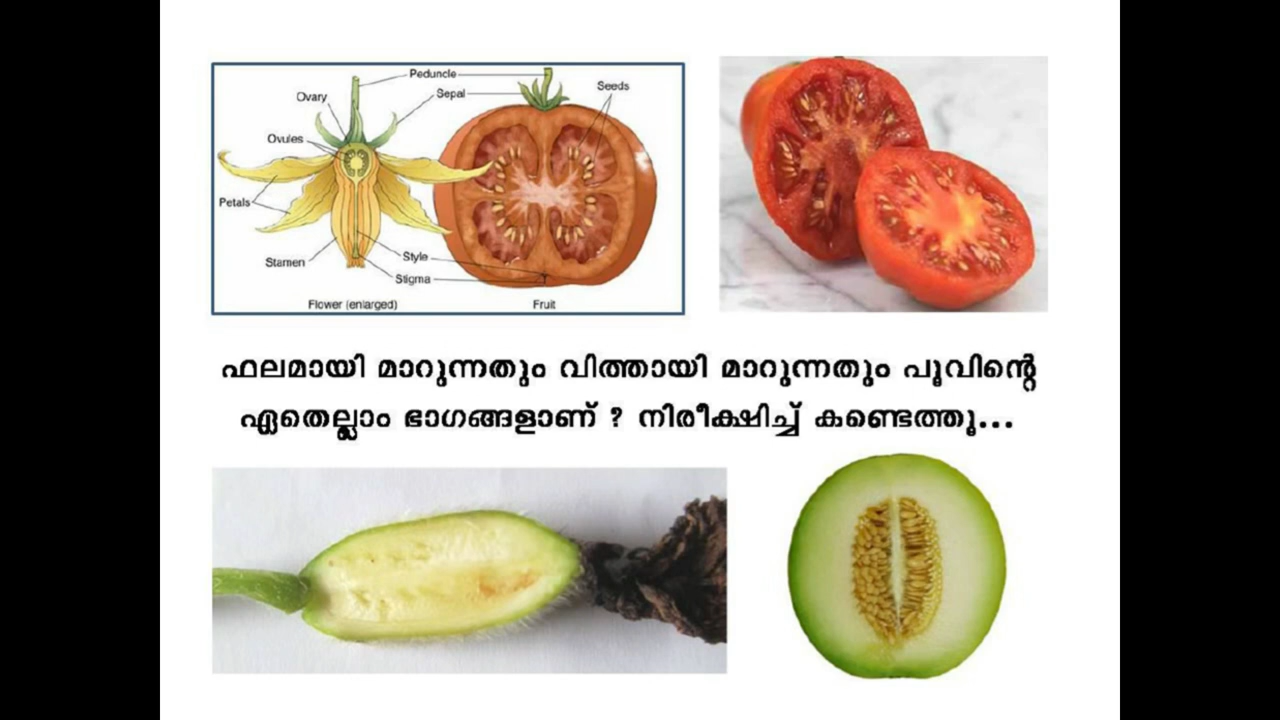 Peduncle
Ovary
Sepal
Seeds
Ovules
Petals
Stamen
Style
Stigma
Flower (enlarged)
Fruit
ഫലമായി മാറുന്നതും വിത്തായി മാറുന്നതും പൂവിന്റെ
ഏതെല്ലാം ഭാഗങ്ങളാണ് ? നിരീക്ഷിച്ച് കണ്ടെത്തൂ...